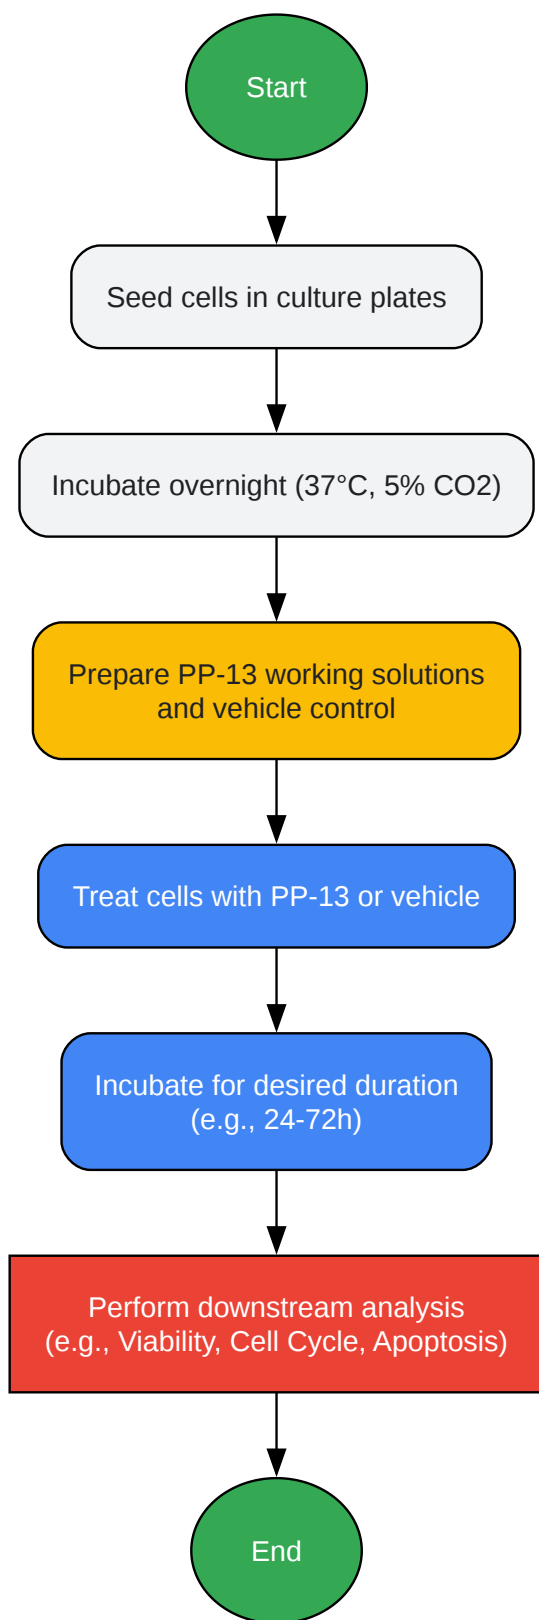 Start
Seed cells in culture plates
Incubate overnight (37°C, 5% CO2)
Prepare PP-13 working solutions
and vehicle control
Treat cells with PP-13 or vehicle
Incubate for desired duration
(e.g., 24-72h)
Perform downstream analysis
(e.g., Viability, Cell Cycle, Apoptosis)
End